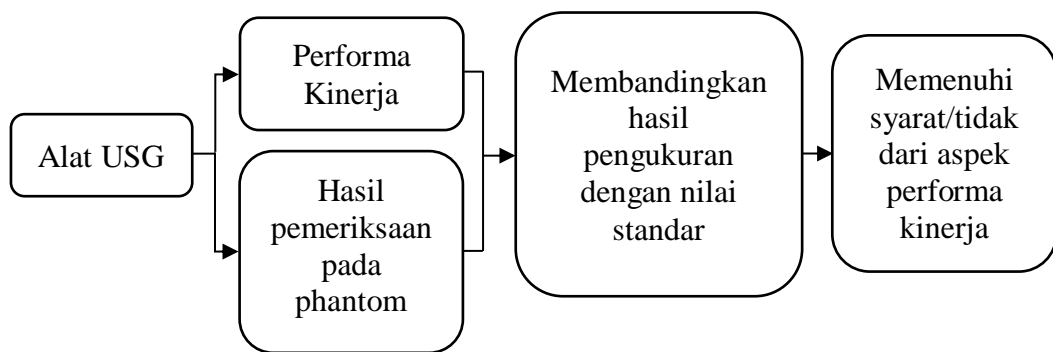 Alat USG
Performa
Kinerja
Hasil
pemeriksaan
pada
phantom
Membandingkan
hasil
pengukuran
dengan nilai
standar
Memenuhi
syarat/tidak
dari aspek
performa
kinerja